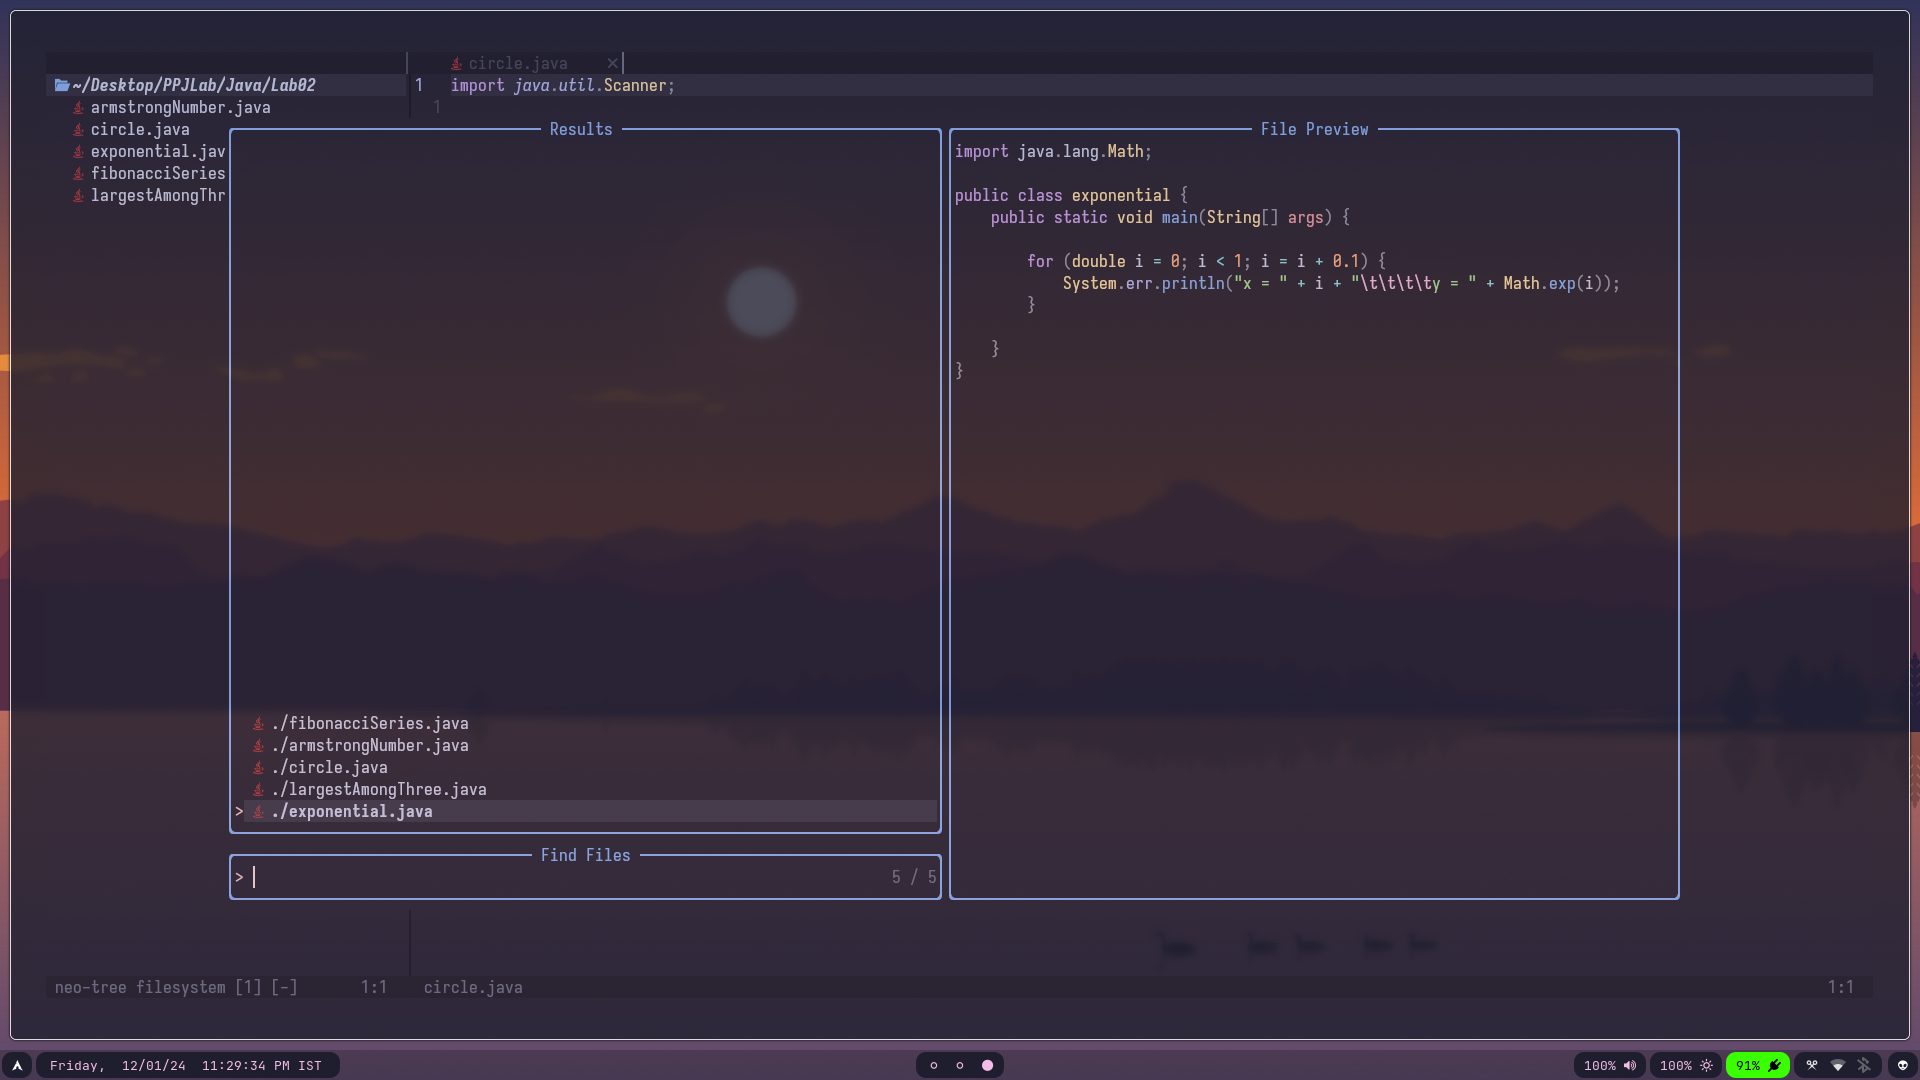 circle.java ×
~/Desktop/PPJLab/Java/Lab02
armstrongNumber.java
circle.java
exponential.jav
fibonacciSeries
largestAmongThr
1 import java.util.Scanner;
1
Results
./fibonacciSeries.java
./armstrongNumber.java
./circle.java
./largestAmongThree.java
> ./exponential.java
Find Files
> 5 / 5
File Preview
import java.lang.Math;
public class exponential {
public static void main(String[] args) {
for (double i = 0; i < 1; i = i + 0.1) {
System.err.println("x = " + i + "\t\t\t\ty = " + Math.exp(i));
}
}
}
neo-tree filesystem [1] [-] 1:1 circle.java 1:1
Friday, 12/01/24 11:29:34 PM IST 100% 100% 91%